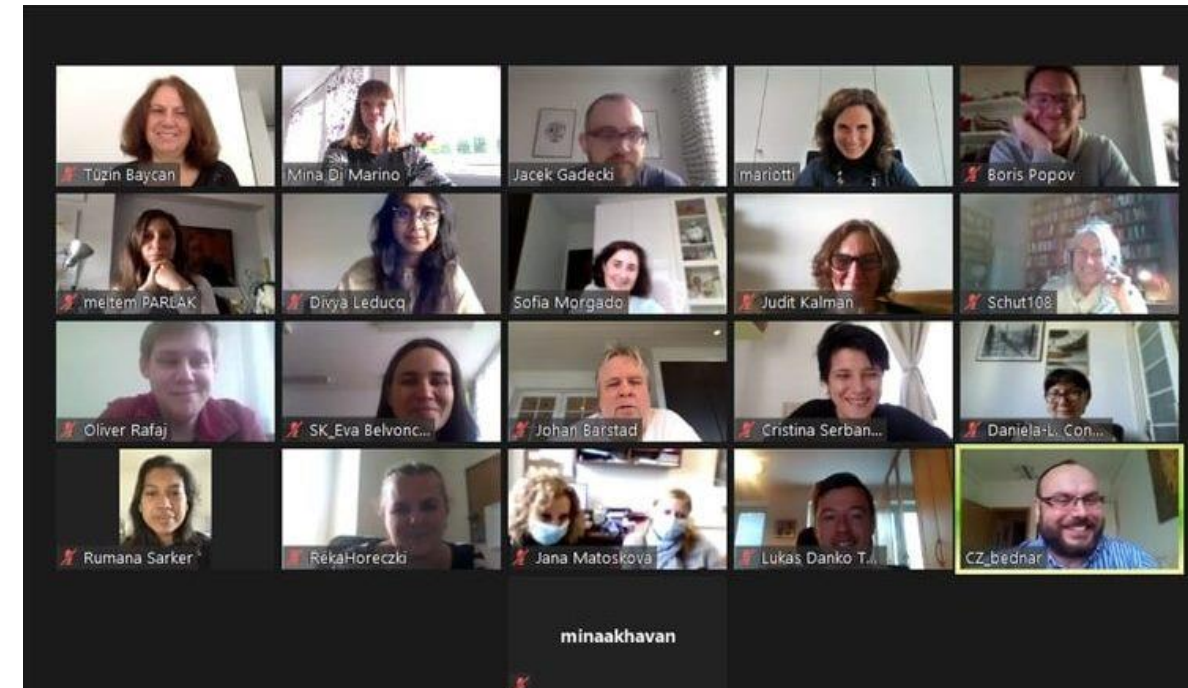 Tüzin Baycan
Mina Di Marino
Jacek Gadecki
mariotti
Boris Popov
meltem PARLAK
Divya Leducq
Sofia Morgado
Judit Kalman
Schut108
Oliver Rafaj
SK_Eva Belvonc...
Johan Barstad
Cristina Serban...
Daniela-L. Con...
Rumana Sarker
RékaHoreczki
Jana Matoskova
Lukas Danko T...
CZ_bednar
minaakhavan